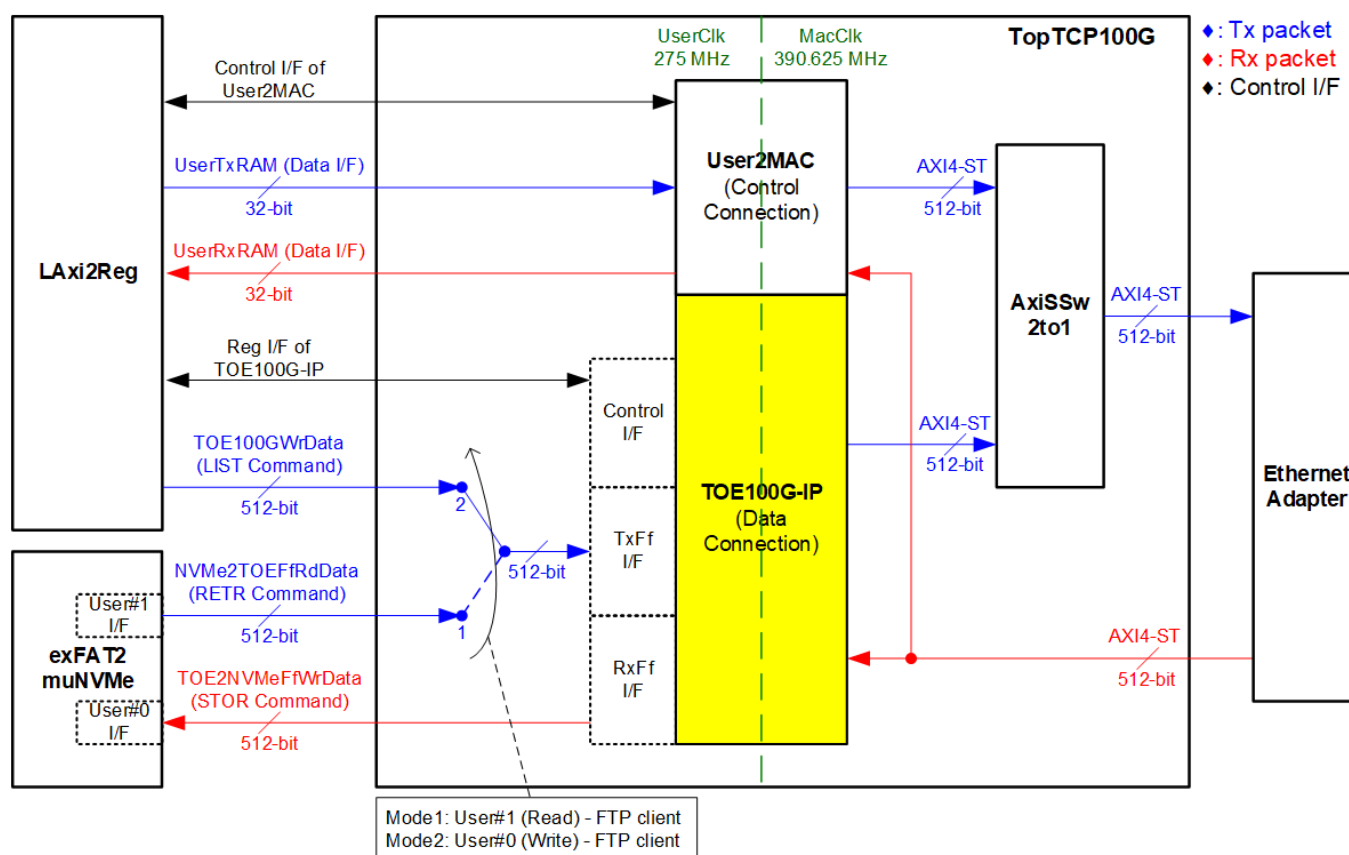 UserClk
275 MHz
MacClk
390.625 MHz
TopTCP100G
♦: Tx packet
♦: Rx packet
♦: Control I/F
Control I/F of
User2MAC
UserTxRAM (Data I/F)
32-bit
UserRxRAM (Data I/F)
32-bit
LAxi2Reg
Reg I/F of
TOE100G-IP
TOE100GWrData
(LIST Command)
512-bit
2
NVMe2TOEFfRdData
(RETR Command)
512-bit
1
512-bit
User#1
I/F
exFAT2
muNVMe
User#0
I/F
TOE2NVMeFfWrData
(STOR Command)
512-bit
Control
I/F
TxFf
I/F
RxFf
I/F
User2MAC
(Control
Connection)
TOE100G-IP
(Data
Connection)
AXI4-ST
512-bit
AXI4-ST
512-bit
AxiSSw
2to1
AXI4-ST
512-bit
AXI4-ST
512-bit
Ethernet
Adapter
Mode1: User#1 (Read) - FTP client
Mode2: User#0 (Write) - FTP client